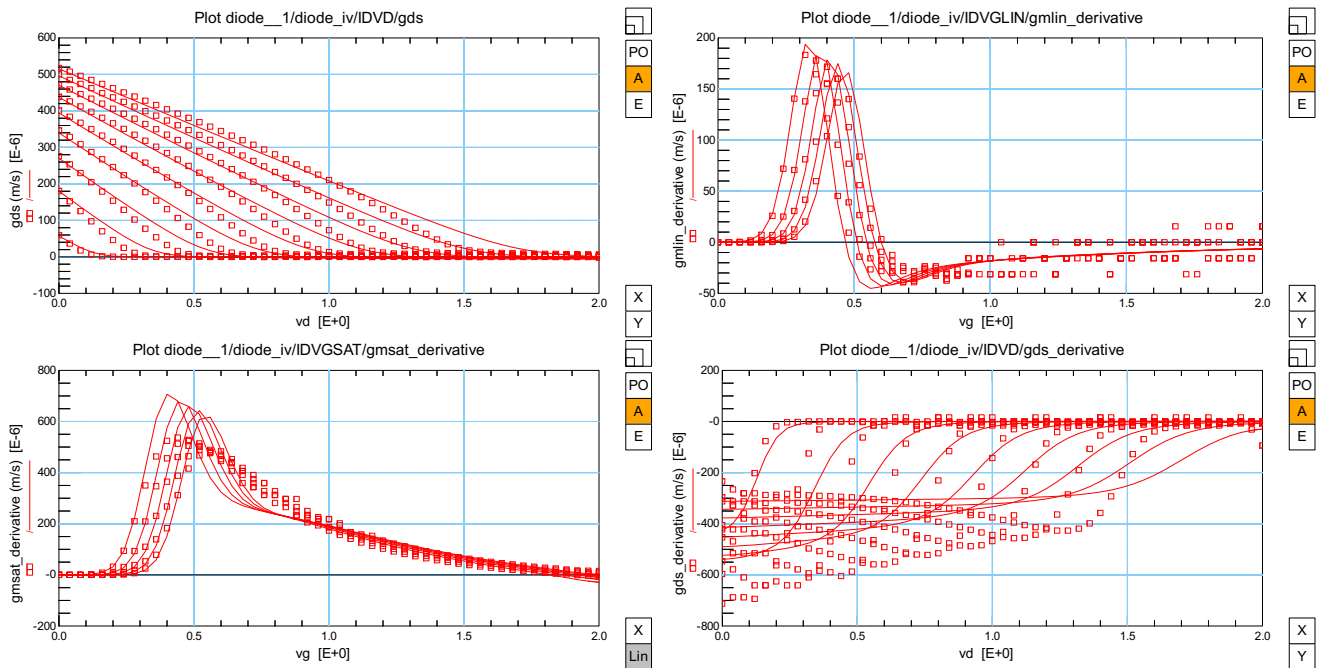 Plot diode__1/diode_iv/IDVD/gds
600
500
400
300
200
100
0
-100
gds (m/s) [E-6]
0.0 0.5 1.0 1.5 2.0
vd [E+0]
PO
A
E
X
Y
Plot diode__1/diode_iv/IDVGLIN/gmlin_derivative
200
150
100
50
0
-50
gmlin_derivative (m/s) [E-6]
0.0 0.5 1.0 1.5 2.0
vg [E+0]
PO
A
E
X
Y
Plot diode__1/diode_iv/IDVGSAT/gmsat_derivative
800
600
400
200
0
-200
gmsat_derivative (m/s) [E-6]
0.0 0.5 1.0 1.5 2.0
vg [E+0]
PO
A
E
X
Lin
Plot diode__1/diode_iv/IDVD/gds_derivative
200
-0
-200
-400
-600
-800
gds_derivative (m/s) [E-6]
0.0 0.5 1.0 1.5 2.0
vd [E+0]
PO
A
E
X
Y